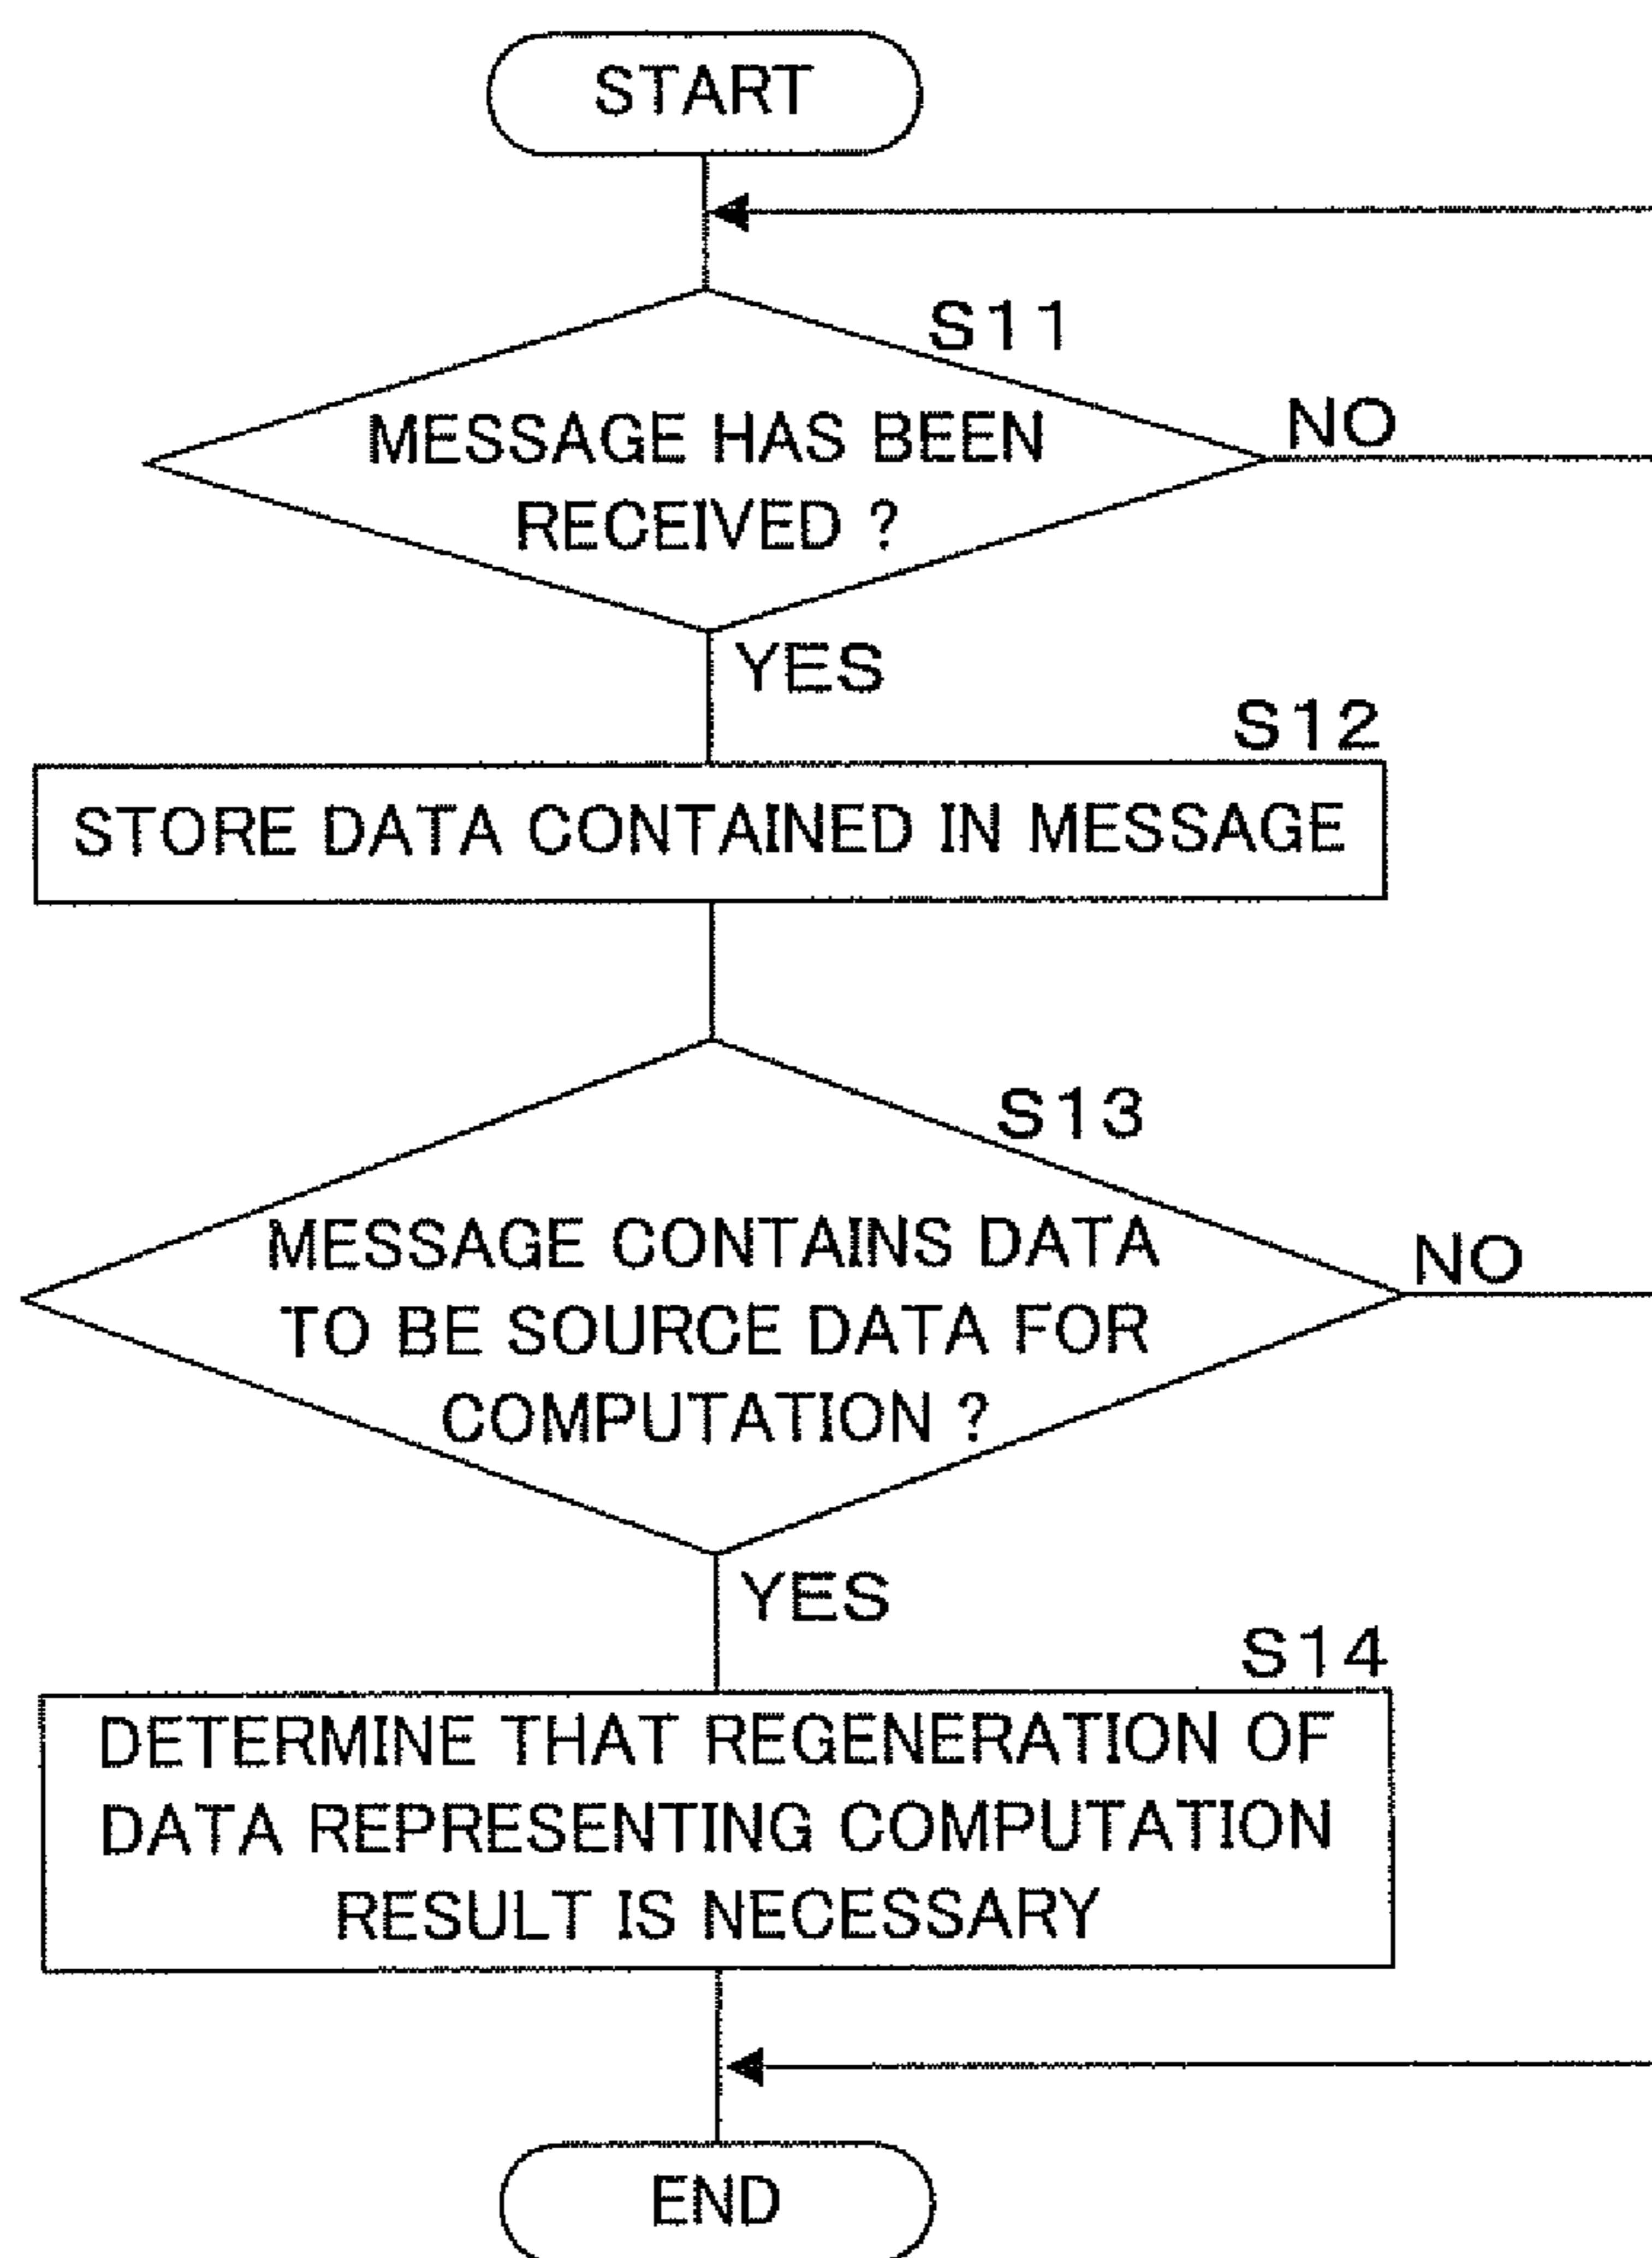 START
S11
MESSAGE HAS BEEN
RECEIVED ?
NO
YES
S12
STORE DATA CONTAINED IN MESSAGE
S13
MESSAGE CONTAINS DATA
TO BE SOURCE DATA FOR
COMPUTATION ?
NO
YES
S14
DETERMINE THAT REGENERATION OF
DATA REPRESENTING COMPUTATION
RESULT IS NECESSARY
END